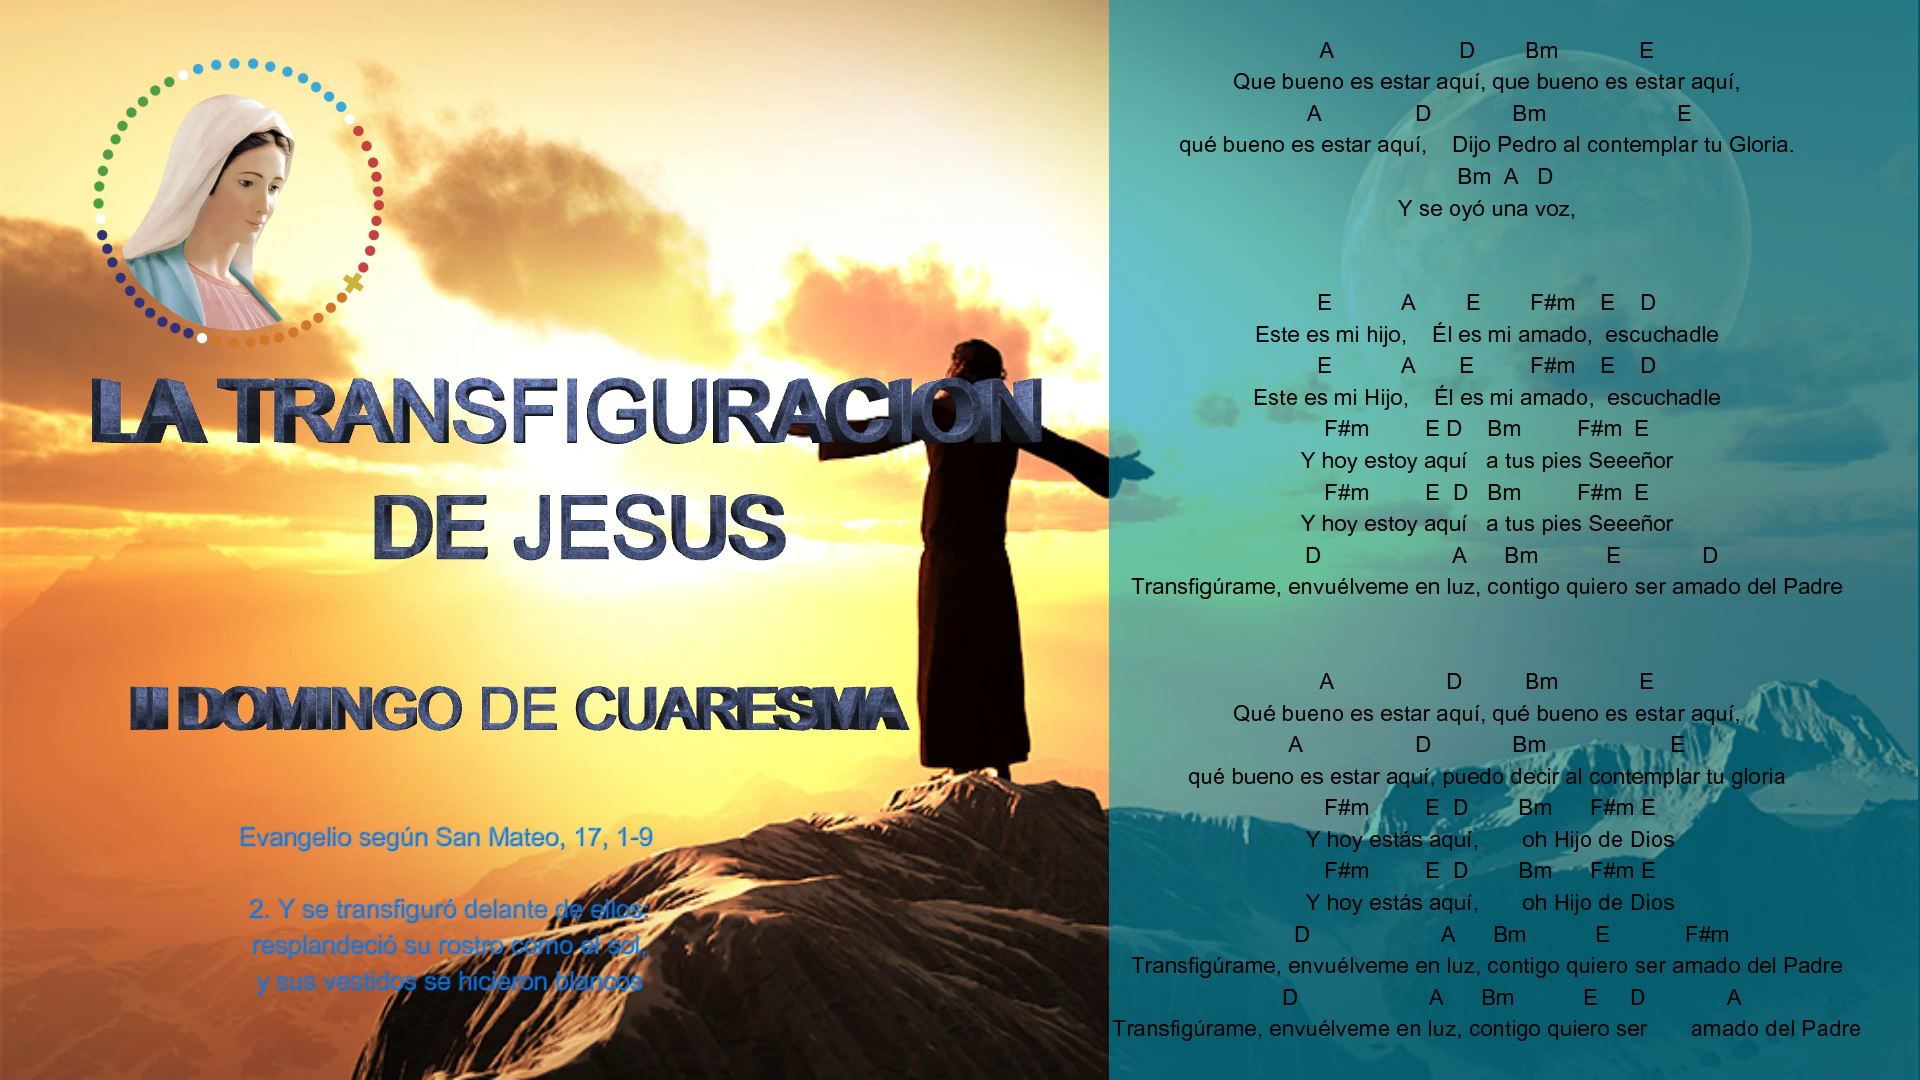 LA TRANSFIGURACION
DE JESUS
II DOMINGO DE CUARESMA
Evangelio según San Mateo, 17, 1-9
2. Y se transfiguró delante de ellos:
resplandeció su rostro como el sol,
y sus vestidos se hicieron blancos
A D Bm E
Que bueno es estar aquí, que bueno es estar aquí,
A D Bm E
qué bueno es estar aquí, Dijo Pedro al contemplar tu Gloria.
Bm A D
Y se oyó una voz,
E A E F#m E D
Este es mi hijo, Él es mi amado, escuchadle
E A E F#m E D
Este es mi Hijo, Él es mi amado, escuchadle
F#m E D Bm F#m E
Y hoy estoy aquí a tus pies Seeeñor
F#m E D Bm F#m E
Y hoy estoy aquí a tus pies Seeeñor
D A Bm E D
Transfigúrame, envuélveme en luz, contigo quiero ser amado del Padre
A D Bm E
Qué bueno es estar aquí, qué bueno es estar aquí,
A D Bm E
qué bueno es estar aquí, puedo decir al contemplar tu gloria
F#m E D Bm F#m E
Y hoy estás aquí, oh Hijo de Dios
F#m E D Bm F#m E
Y hoy estás aquí, oh Hijo de Dios
D A Bm E F#m
Transfigúrame, envuélveme en luz, contigo quiero ser amado del Padre
D A Bm E D A
Transfigúrame, envuélveme en luz, contigo quiero ser amado del Padre